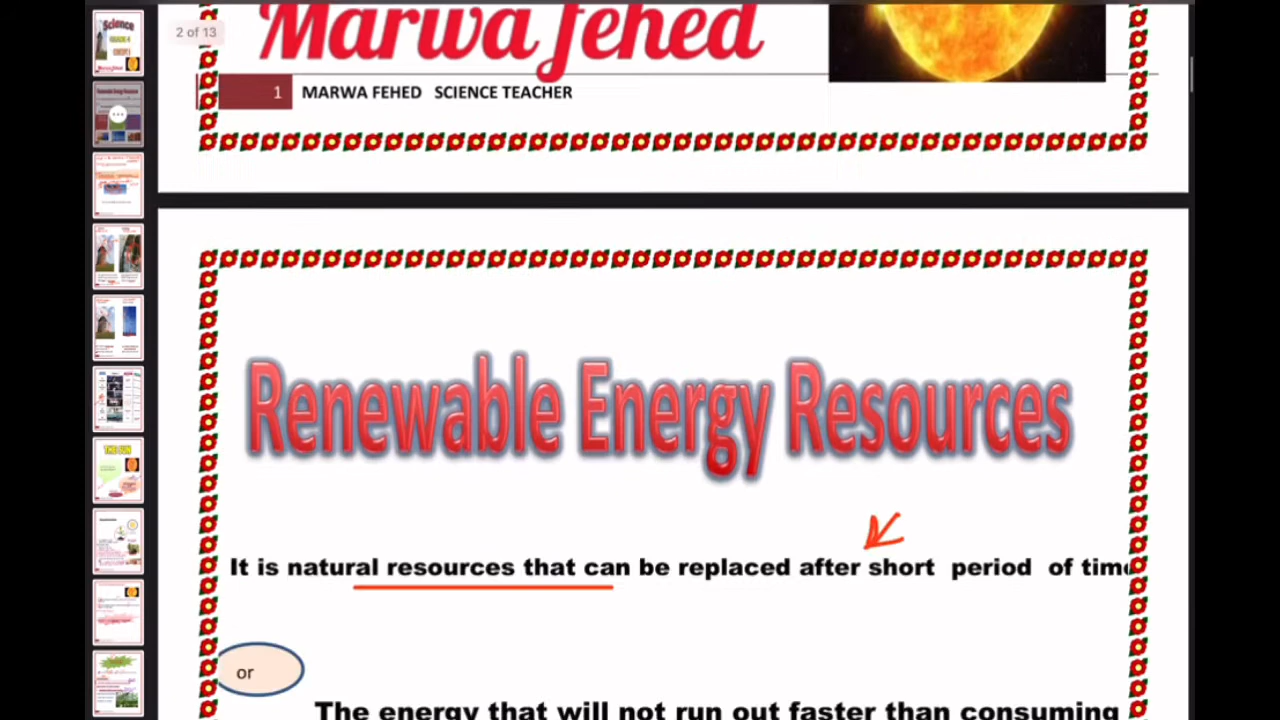 2 of 13
Marwa fehed
1 MARWA FEHED SCIENCE TEACHER
Renewable Energy Resources
It is natural resources that can be replaced after short period of time
or
The energy that will not run out faster than consuming